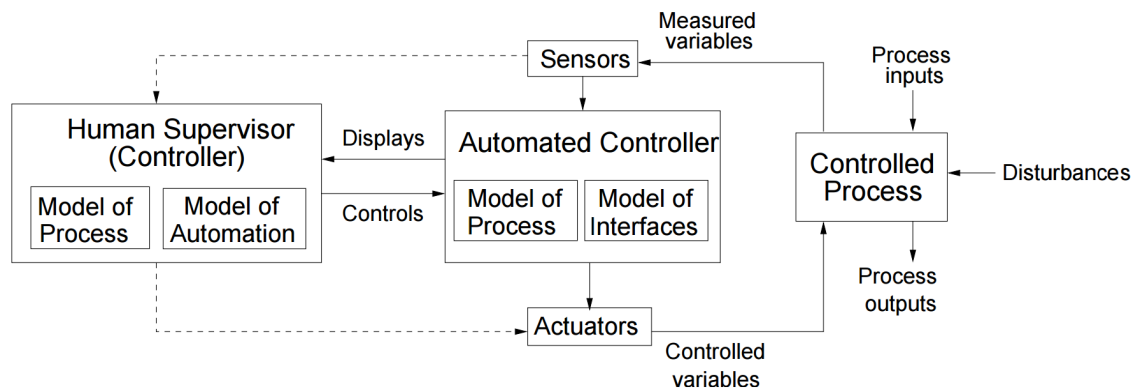 Measured
variables
Sensors
Process
inputs
Human Supervisor
(Controller)
Displays
Automated Controller
Controlled
Process
Disturbances
Model of
Process
Model of
Automation
Controls
Model of
Process
Model of
Interfaces
Process
outputs
Actuators
Controlled
variables